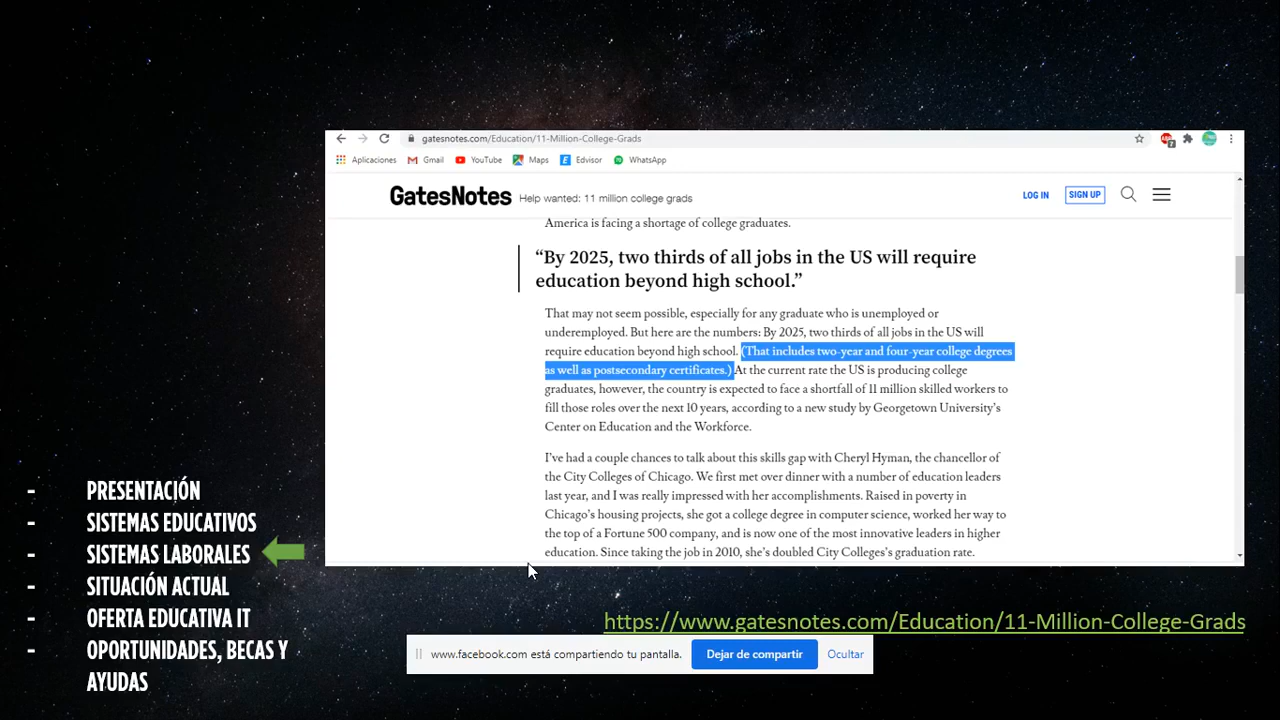 gatesnotes.com/Education/11-Million-College-Grads
Aplicaciones Gmail YouTube Maps Edvisor WhatsApp
GatesNotes Help wanted: 11 million college grads LOG IN SIGN UP
America is facing a shortage of college graduates.
“By 2025, two thirds of all jobs in the US will require
education beyond high school.”
That may not seem possible, especially for any graduate who is unemployed or
underemployed. But here are the numbers: By 2025, two thirds of all jobs in the US will
require education beyond high school. (That includes two-year and four-year college degrees
as well as postsecondary certificates.) At the current rate the US is producing college
graduates, however, the country is expected to face a shortfall of 11 million skilled workers to
fill those roles over the next 10 years, according to a new study by Georgetown University’s
Center on Education and the Workforce.
I’ve had a couple chances to talk about this skills gap with Cheryl Hyman, the chancellor of
the City Colleges of Chicago. We first met over dinner with a number of education leaders
last year, and I was really impressed with her accomplishments. Raised in poverty in
Chicago’s housing projects, she got a college degree in computer science, worked her way to
the top of a Fortune 500 company, and is now one of the most innovative leaders in higher
education. Since taking the job in 2010, she’s doubled City Colleges’s graduation rate.
- PRESENTACIÓN
- SISTEMAS EDUCATIVOS
- SISTEMAS LABORALES
- SITUACIÓN ACTUAL
- OFERTA EDUCATIVA IT
- OPORTUNIDADES, BECAS Y
AYUDAS
https://www.gatesnotes.com/Education/11-Million-College-Grads
www.facebook.com está compartiendo tu pantalla. Dejar de compartir Ocultar